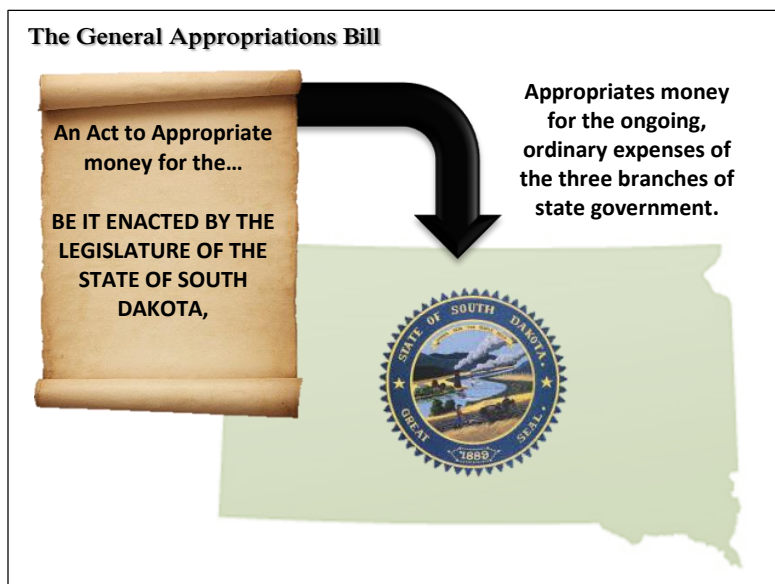 The General Appropriations Bill
An Act to Appropriate
money for the…
BE IT ENACTED BY THE
LEGISLATURE OF THE
STATE OF SOUTH
DAKOTA,
Appropriates money
for the ongoing,
ordinary expenses of
the three branches of
state government.
STATE OF SOUTH DAKOTA.
GREAT SEAL.
1889